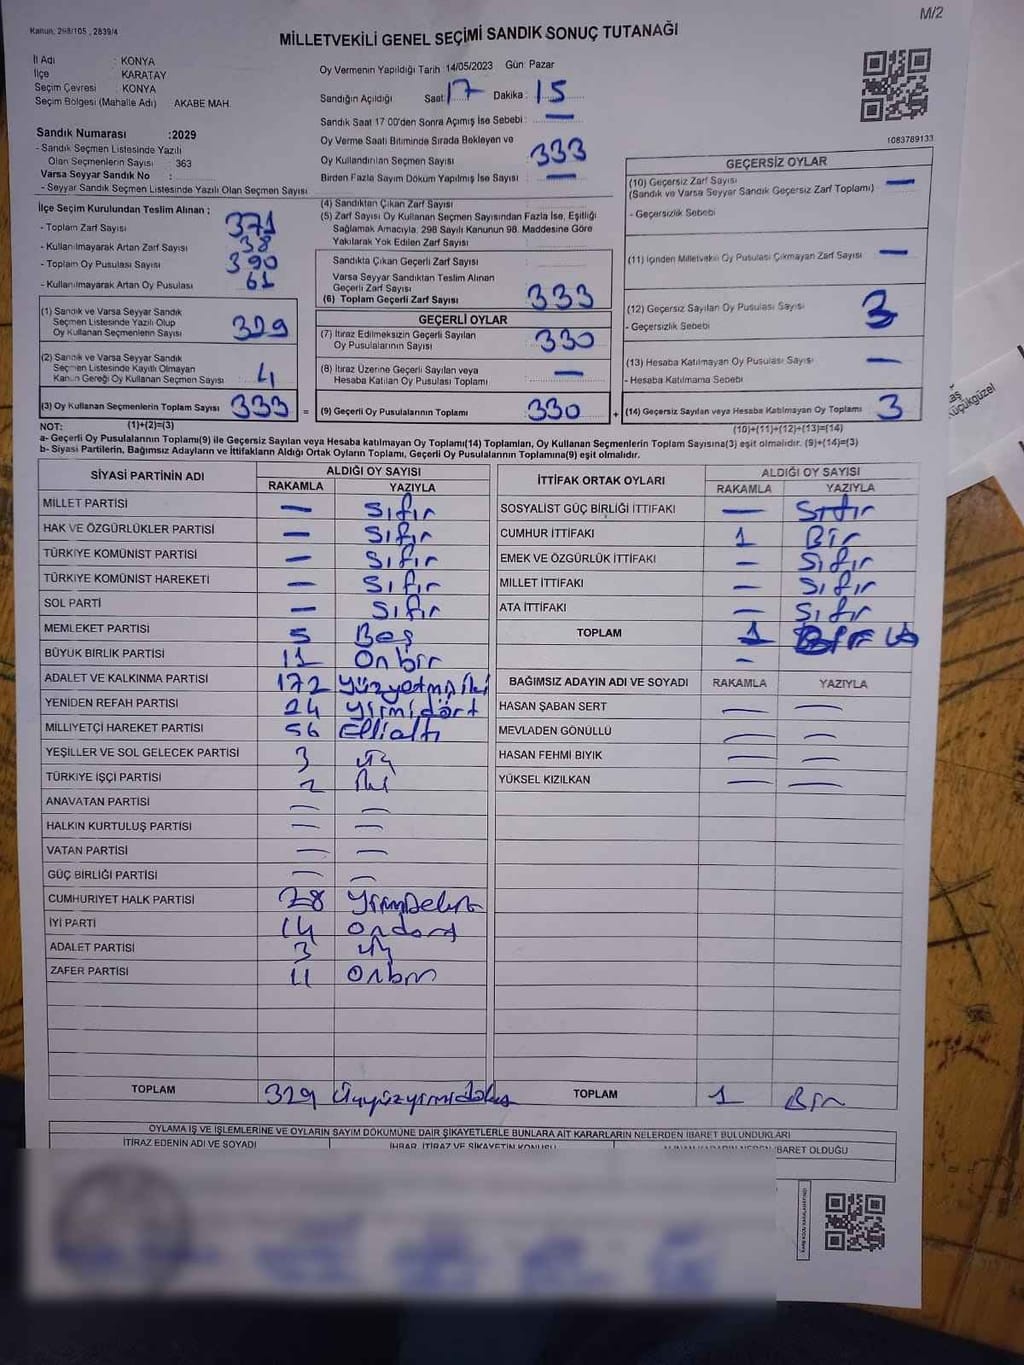 M/2
Kanun, 298/105 , 2839/4
MİLLETVEKİLİ GENEL SEÇİMİ SANDIK SONUÇ TUTANAĞI
İl Adı : KONYA
İlçe : KARATAY
Seçim Çevresi : KONYA
Seçim Bölgesi (Mahalle Adı) AKABE MAH.
Oy Vermenin Yapıldığı Tarih :14/05/2023 Gün: Pazar
Sandığın Açıldığı Saat: 17 Dakika : 15
Sandık Saat 17 00'den Sonra Açımış İse Sebebi : —
Oy Verme Saati Bitiminde Sırada Bekleyen ve
Oy Kullandırılan Seçmen Sayısı : 333
Birden Fazla Sayım Döküm Yapılmış İse Sayısı : —
Sandık Numarası :2029
- Sandık Seçmen Listesinde Yazılı
Olan Seçmenlerin Sayısı : 363
Varsa Seyyar Sandık No :
- Seyyar Sandık Seçmen Listesinde Yazılı Olan Seçmen Sayısı
1083789133
İlçe Seçim Kurulundan Teslim Alınan ;
- Toplam Zarf Sayısı 371
- Kullanılmayarak Artan Zarf Sayısı 38
- Toplam Oy Pusulası Sayısı 390
- Kullanılmayarak Artan Oy Pusulası 61
(1) Sandık ve Varsa Seyyar Sandık
Seçmen Listesinde Yazılı Olup
Oy Kullanan Seçmenlerin Sayısı 329
(2) Sandık ve Varsa Seyyar Sandık
Seçmen Listesinde Kayıtlı Olmayan
Kanun Gereği Oy Kullanan Seçmen Sayısı 4
(3) Oy Kullanan Seçmenlerin Toplam Sayısı 333 =
(4) Sandıktan Çıkan Zarf Sayısı :
(5) Zarf Sayısı Oy Kullanan Seçmen Sayısından Fazla İse, Eşitliği
Sağlamak Amacıyla, 298 Sayılı Kanunun 98. Maddesine Göre
Yakılarak Yok Edilen Zarf Sayısı :
Sandıkta Çıkan Geçerli Zarf Sayısı
Varsa Seyyar Sandıktan Teslim Alınan
Geçerli Zarf Sayısı
(6) Toplam Geçerli Zarf Sayısı 333
GEÇERLİ OYLAR
(7) İtiraz Edilmeksizin Geçerli Sayılan
Oy Pusulalarının Sayısı 330
(8) İtiraz Üzerine Geçerli Sayılan veya
Hesaba Katılan Oy Pusulası Toplamı —
(9) Geçerli Oy Pusulalarının Toplamı 330 +
GEÇERSİZ OYLAR
(10) Geçersiz Zarf Sayısı
(Sandık ve Varsa Seyyar Sandık Geçersiz Zarf Toplamı) —
- Geçersizlik Sebebi
(11) İçinden Milletvekili Oy Pusulası Çıkmayan Zarf Sayısı —
(12) Geçersiz Sayılan Oy Pusulası Sayısı 3
- Geçersizlik Sebebi
(13) Hesaba Katılmayan Oy Pusulası Sayısı —
- Hesaba Katılmama Sebebi
(14) Geçersiz Sayılan veya Hesaba Katılmayan Oy Toplamı 3
NOT: (1)+(2)=(3) (10)+(11)+(12)+(13)=(14)
a- Geçerli Oy Pusulalarının Toplamı(9) ile Geçersiz Sayılan veya Hesaba katılmayan Oy Toplamı(14) Toplamları, Oy Kullanan Seçmenlerin Toplam Sayısına(3) eşit olmalıdır. (9)+(14)=(3)
b- Siyasi Partilerin, Bağımsız Adayların ve İttifakların Aldığı Ortak Oyların Toplamı, Geçerli Oy Pusulalarının Toplamına(9) eşit olmalıdır.
SİYASİ PARTİNİN ADI ALDIĞI OY SAYISI
RAKAMLA YAZIYLA
MİLLET PARTİSİ — Sıfır
HAK VE ÖZGÜRLÜKLER PARTİSİ — Sıfır
TÜRKİYE KOMÜNİST PARTİSİ — Sıfır
TÜRKİYE KOMÜNİST HAREKETİ — Sıfır
SOL PARTİ — Sıfır
MEMLEKET PARTİSİ 5 Beş
BÜYÜK BİRLİK PARTİSİ 11 Onbir
ADALET VE KALKINMA PARTİSİ 172 Yüzyetmişiki
YENİDEN REFAH PARTİSİ 24 Yirmidört
MİLLİYETÇİ HAREKET PARTİSİ 56 Ellialtı
YEŞİLLER VE SOL GELECEK PARTİSİ 3 üç
TÜRKİYE İŞÇİ PARTİSİ 2 İki
ANAVATAN PARTİSİ — —
HALKIN KURTULUŞ PARTİSİ — —
VATAN PARTİSİ — —
GÜÇ BİRLİĞİ PARTİSİ — —
CUMHURİYET HALK PARTİSİ 28
İYİ PARTİ 14 Ondört
ADALET PARTİSİ 3 üç
ZAFER PARTİSİ 11 Onbir
TOPLAM 329 Üçyüzyirmidokuz
İTTİFAK ORTAK OYLARI ALDIĞI OY SAYISI
RAKAMLA YAZIYLA
SOSYALİST GÜÇ BİRLİĞİ İTTİFAKI — Sıfır
CUMHUR İTTİFAKI 1 Bir
EMEK VE ÖZGÜRLÜK İTTİFAKI — Sıfır
MİLLET İTTİFAKI — Sıfır
ATA İTTİFAKI — Sıfır
TOPLAM 1
—
BAĞIMSIZ ADAYIN ADI VE SOYADI RAKAMLA YAZIYLA
HASAN ŞABAN SERT — —
MEVLADEN GÖNÜLLÜ — —
HASAN FEHMİ BIYIK — —
YÜKSEL KIZILKAN — —
TOPLAM 1 Bir
OYLAMA İŞ VE İŞLEMLERİNE VE OYLARIN SAYIM DÖKÜMÜNE DAİR ŞİKAYETLERLE BUNLARA AİT KARARLARIN NELERDEN İBARET BULUNDUKLARI
İTİRAZ EDENİN ADI VE SOYADI İHBAR, İTİRAZ VE ŞİKAYETİN KONUSU İBARET OLDUĞU
Küçükgüzel